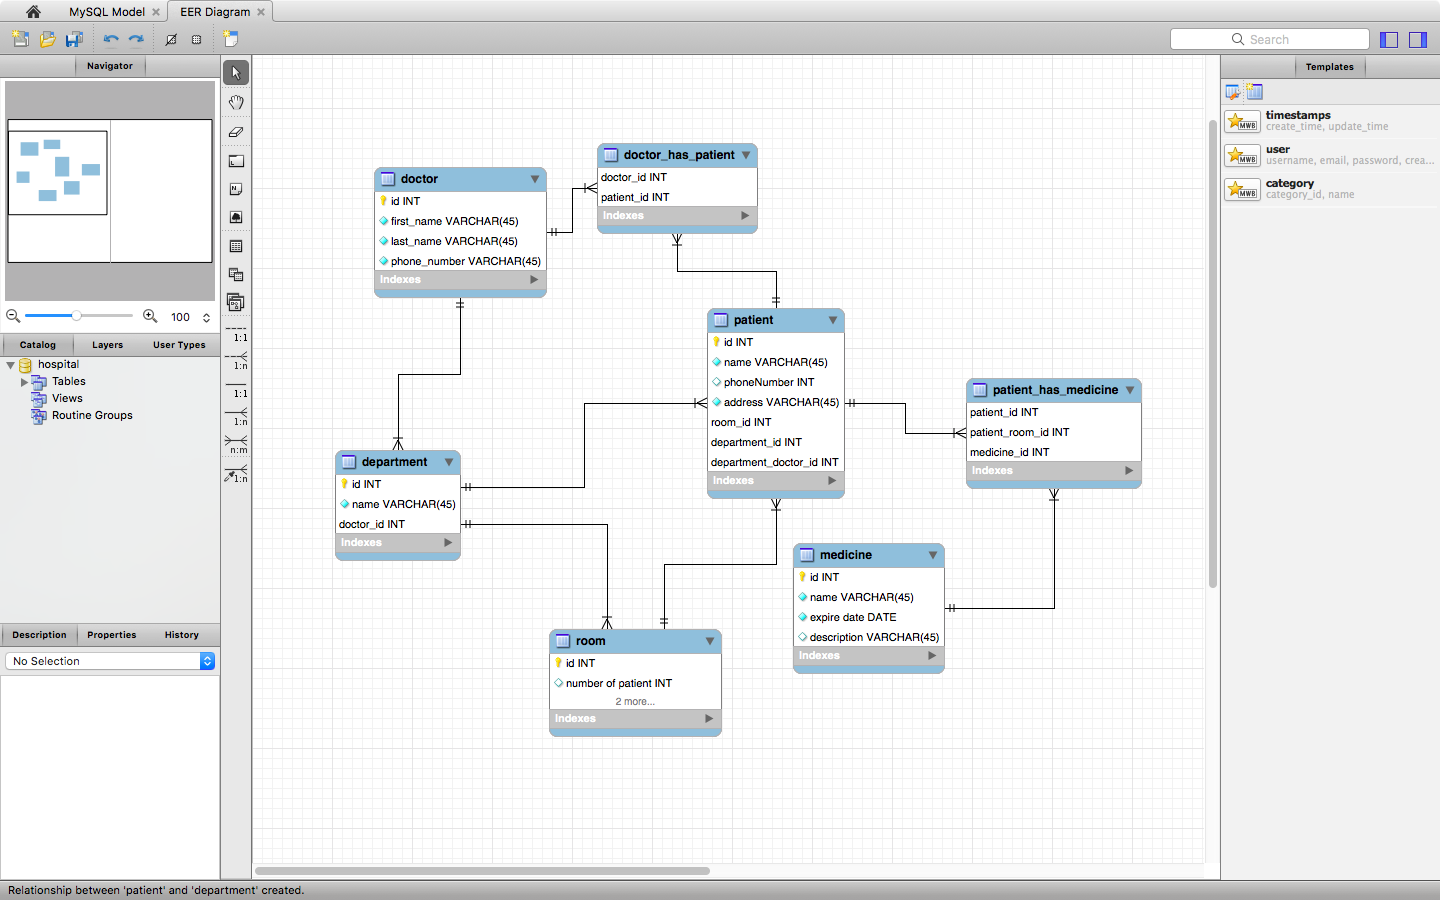 MySQL Model
EER Diagram
Search
Navigator
100
Catalog
Layers
User Types
hospital
Tables
Views
Routine Groups
Description
Properties
History
No Selection
1:1
1:n
1:1
1:n
n:m
1:n
doctor
id INT
first_name VARCHAR(45)
last_name VARCHAR(45)
phone_number VARCHAR(45)
Indexes
doctor_has_patient
doctor_id INT
patient_id INT
Indexes
patient
id INT
name VARCHAR(45)
phoneNumber INT
address VARCHAR(45)
room_id INT
department_id INT
department_doctor_id INT
Indexes
patient_has_medicine
patient_id INT
patient_room_id INT
medicine_id INT
Indexes
department
id INT
name VARCHAR(45)
doctor_id INT
Indexes
medicine
id INT
name VARCHAR(45)
expire date DATE
description VARCHAR(45)
Indexes
room
id INT
number of patient INT
2 more...
Indexes
Templates
MWB
timestamps
create_time, update_time
MWB
user
username, email, password, crea...
MWB
category
category_id, name
Relationship between 'patient' and 'department' created.